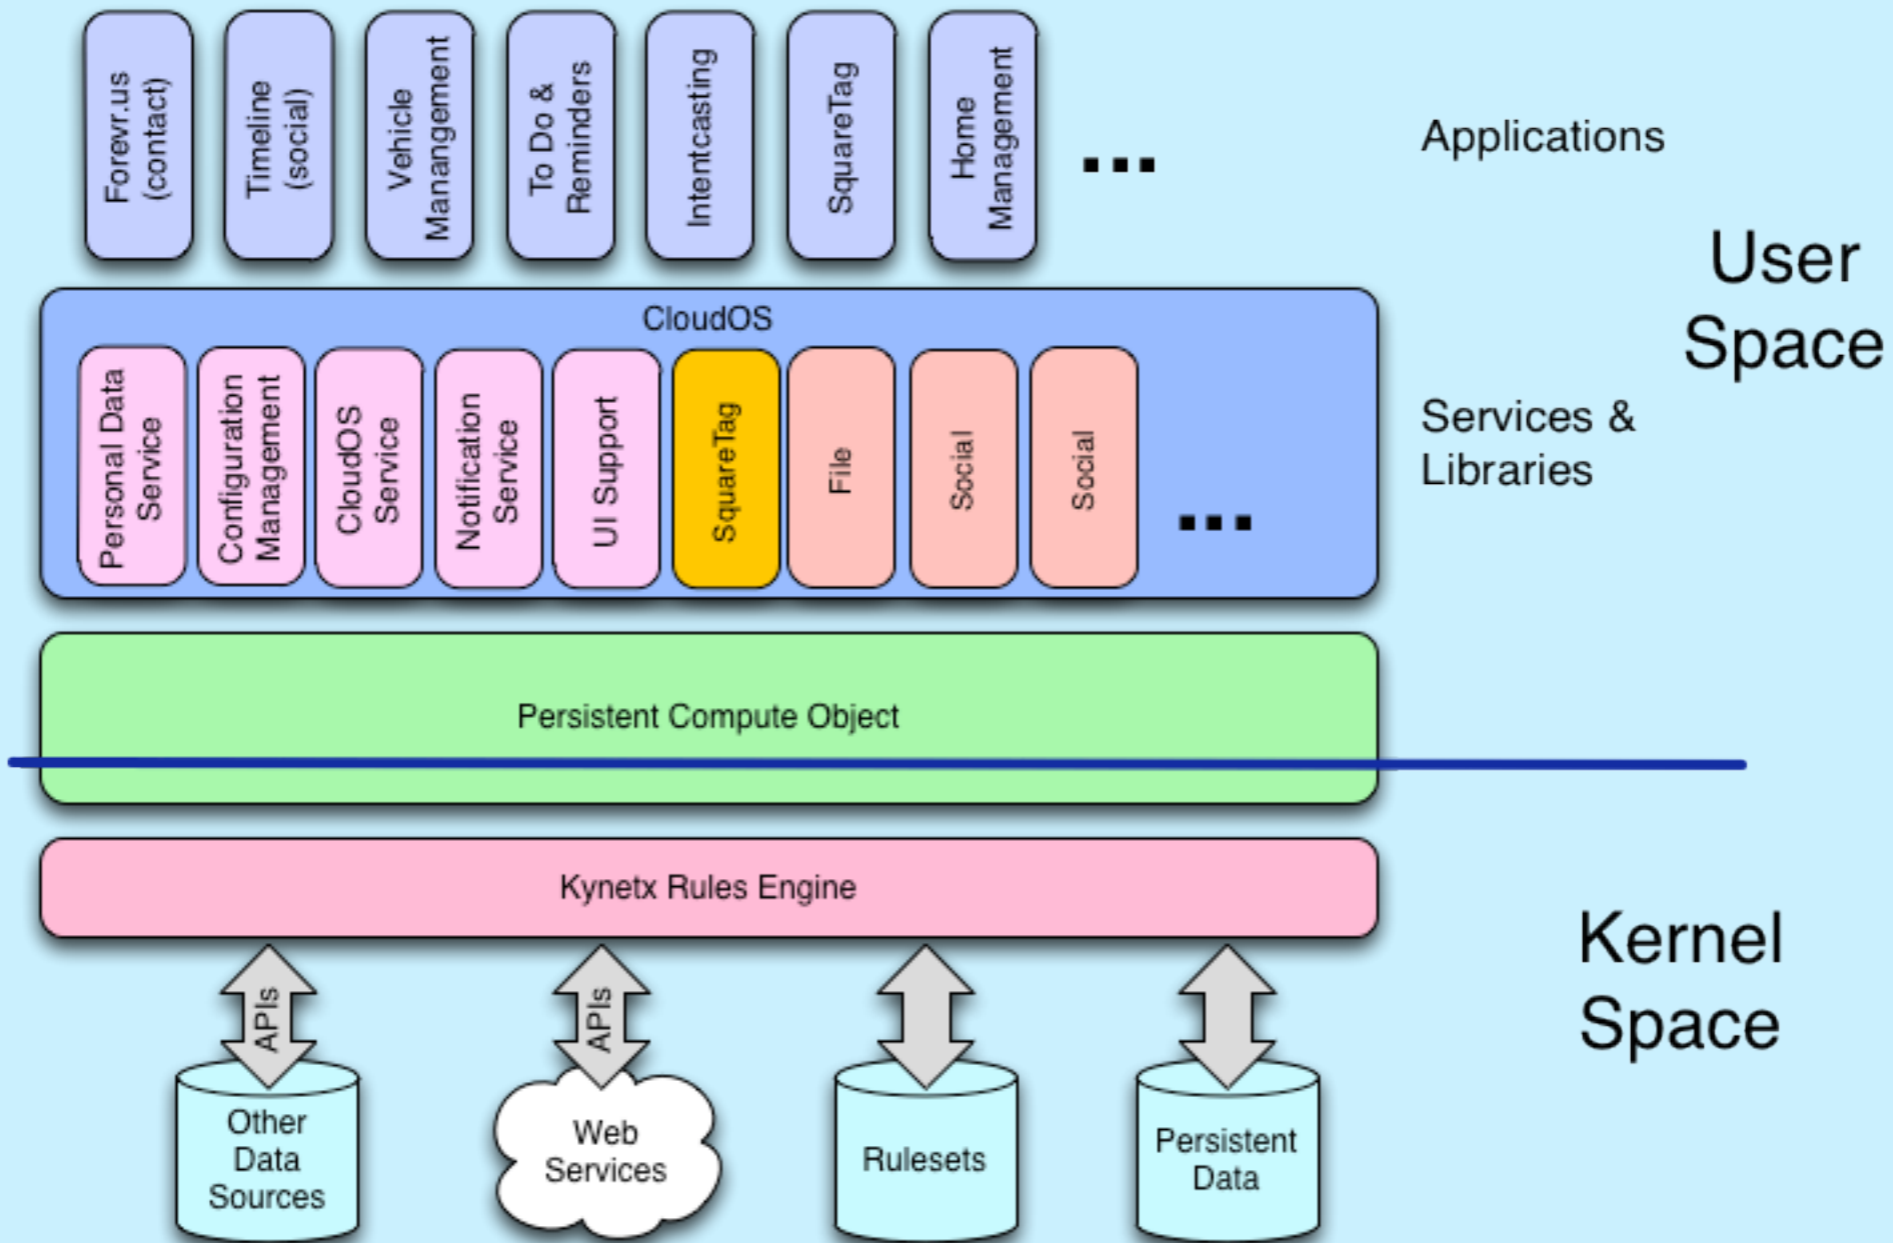 Forevr.us
(contact)
Timeline
(social)
Vehicle
Manangement
To Do &
Reminders
Intentcasting
SquareTag
Home
Management
...
Applications
User
Space
CloudOS
Personal Data
Service
Configuration
Management
CloudOS
Service
Notification
Service
UI Support
SquareTag
File
Social
Social
...
Services &
Libraries
Persistent Compute Object
Kynetx Rules Engine
Kernel
Space
APIs
APIs
Other
Data
Sources
Web
Services
Rulesets
Persistent
Data